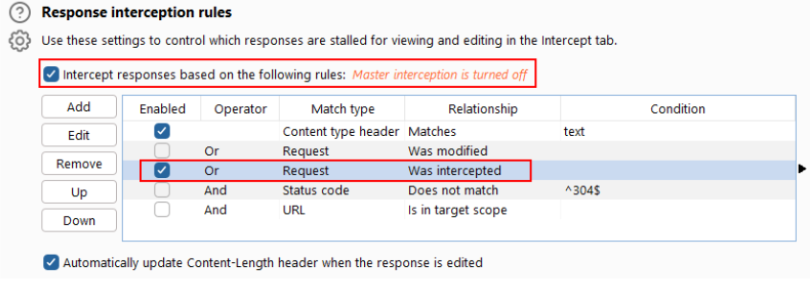 Response interception rules
Use these settings to control which responses are stalled for viewing and editing in the Intercept tab.
Intercept responses based on the following rules: Master interception is turned off
Add
Edit
Remove
Up
Down
Enabled Operator Match type Relationship Condition
Content type header Matches text
Or Request Was modified
Or Request Was intercepted
And Status code Does not match ^304$
And URL Is in target scope
Automatically update Content-Length header when the response is edited